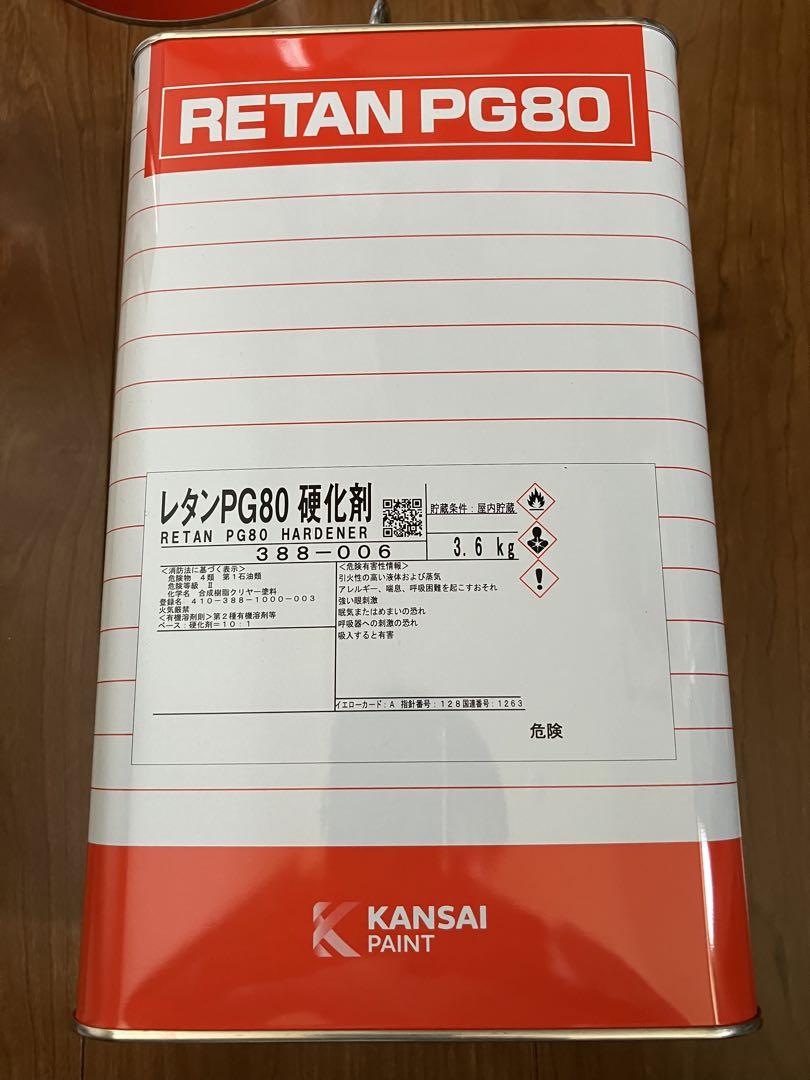 RETAN PG80
レタンPG80 硬化剤
RETAN PG80 HARDENER
388-006
貯蔵条件：屋内貯蔵
3.6 kg
＜消防法に基づく表示＞
危険物 4類 第1石油類
危険等級 Ⅱ
化学名 合成樹脂クリヤー塗料
登録名 410-388-1000-003
火気厳禁
＜有機溶剤則＞第2種有機溶剤等
ベース：硬化剤＝10：1
＜危険有害性情報＞
引火性の高い液体および蒸気
アレルギー、喘息、呼吸困難を起こすおそれ
強い眼刺激
眠気またはめまいの恐れ
呼吸器への刺激の恐れ
吸入すると有害
イエローカード：A 指針番号：128 国連番号：1263
危険
KANSAI
PAINT